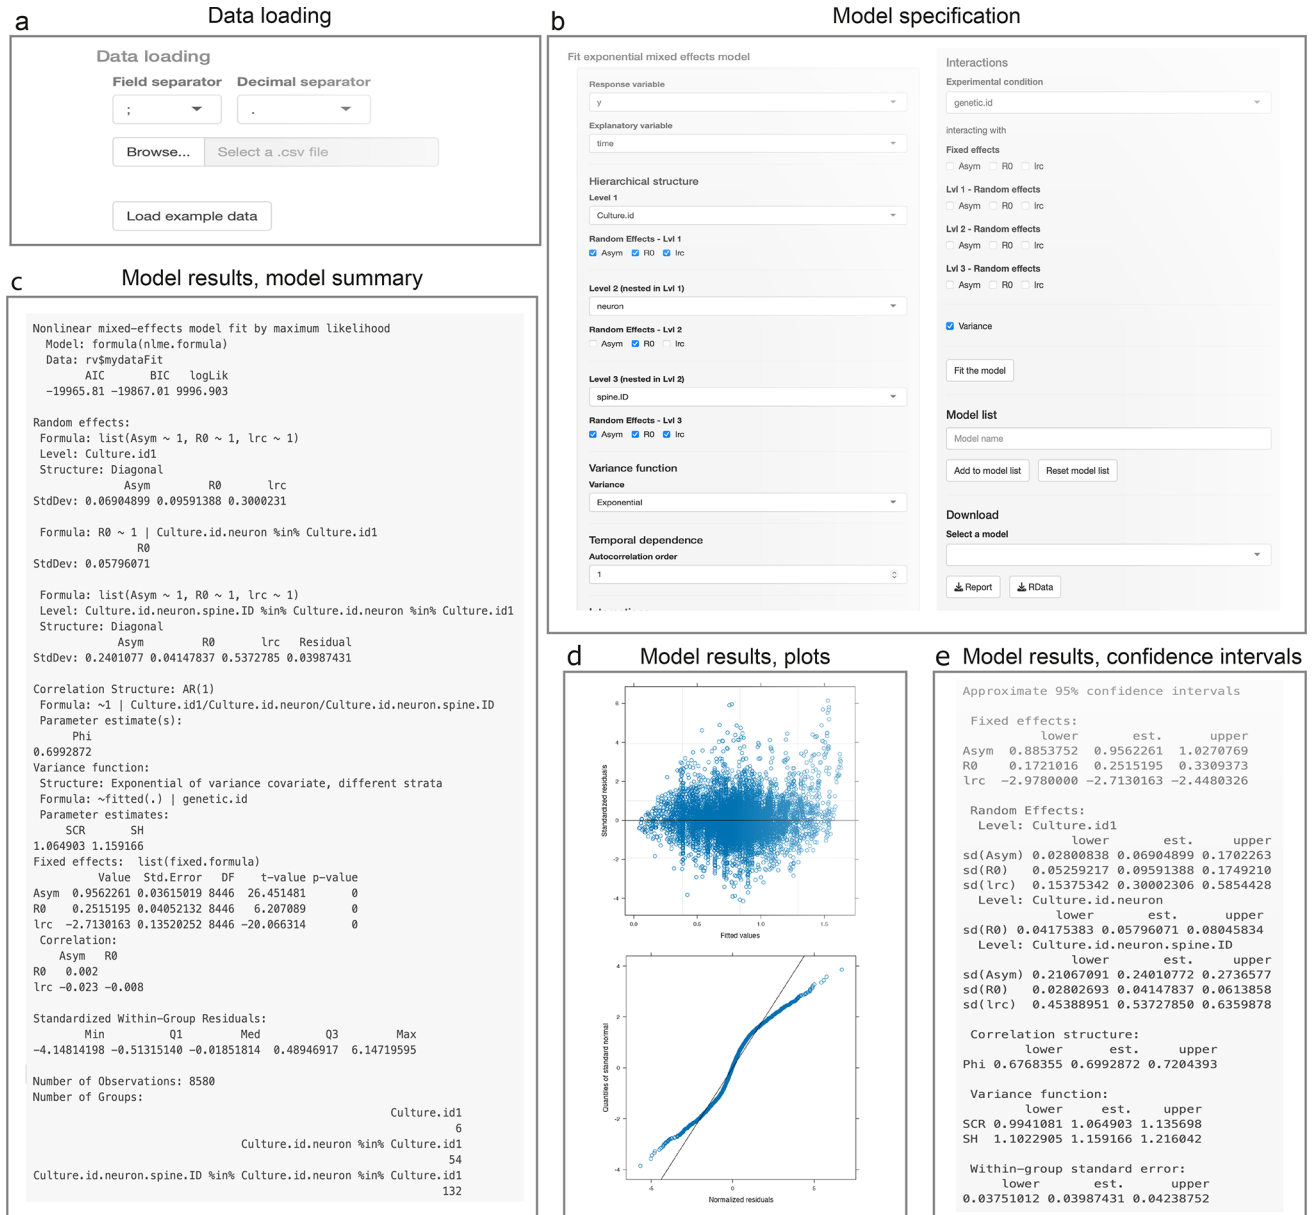 a
Data loading
Data loading
Field separator Decimal separator
; .
Browse... Select a .csv file
Load example data
b
Model specification
Fit exponential mixed effects model
Response variable
y
Explanatory variable
time
Hierarchical structure
Level 1
Culture.id
Random Effects - Lvl 1
Asym R0 lrc
Level 2 (nested in Lvl 1)
neuron
Random Effects - Lvl 2
Asym R0 lrc
Level 3 (nested in Lvl 2)
spine.ID
Random Effects - Lvl 3
Asym R0 lrc
Variance function
Variance
Exponential
Temporal dependence
Autocorrelation order
1
Interactions
Experimental condition
genetic.id
interacting with
Fixed effects
Asym R0 lrc
Lvl 1 - Random effects
Asym R0 lrc
Lvl 2 - Random effects
Asym R0 lrc
Lvl 3 - Random effects
Asym R0 lrc
Variance
Fit the model
Model list
Model name
Add to model list Reset model list
Download
Select a model
Report RData
c
Model results, model summary
Nonlinear mixed-effects model fit by maximum likelihood
Model: formula(nlme.formula)
Data: rv$mydataFit
AIC BIC logLik
-19965.81 -19867.01 9996.903
Random effects:
Formula: list(Asym ~ 1, R0 ~ 1, lrc ~ 1)
Level: Culture.id1
Structure: Diagonal
Asym R0 lrc
StdDev: 0.06904899 0.09591388 0.3000231
Formula: R0 ~ 1 | Culture.id.neuron %in% Culture.id1
R0
StdDev: 0.05796071
Formula: list(Asym ~ 1, R0 ~ 1, lrc ~ 1)
Level: Culture.id.neuron.spine.ID %in% Culture.id.neuron %in% Culture.id1
Structure: Diagonal
Asym R0 lrc Residual
StdDev: 0.2401077 0.04147837 0.5372785 0.03987431
Correlation Structure: AR(1)
Formula: ~1 | Culture.id1/Culture.id.neuron/Culture.id.neuron.spine.ID
Parameter estimate(s):
Phi
0.6992872
Variance function:
Structure: Exponential of variance covariate, different strata
Formula: ~fitted(.) | genetic.id
Parameter estimates:
SCR SH
1.064903 1.159166
Fixed effects: list(fixed.formula)
Value Std.Error DF t-value p-value
Asym 0.9562261 0.03615019 8446 26.451481 0
R0 0.2515195 0.04052132 8446 6.207089 0
lrc -2.7130163 0.13520252 8446 -20.066314 0
Correlation:
Asym R0
R0 0.002
lrc -0.023 -0.008
Standardized Within-Group Residuals:
Min Q1 Med Q3 Max
-4.14814198 -0.51315140 -0.01851814 0.48946917 6.14719595
Number of Observations: 8580
Number of Groups:
Culture.id1
6
Culture.id.neuron %in% Culture.id1
54
Culture.id.neuron.spine.ID %in% Culture.id.neuron %in% Culture.id1
132
d
Model results, plots
Standardized residuals
6
4
2
0
-2
-4
0.0 0.5 1.0 1.5
Fitted values
Quantiles of standard normal
4
2
0
-2
-4
-5 0 5
Normalized residuals
e
Model results, confidence intervals
Approximate 95% confidence intervals
Fixed effects:
lower est. upper
Asym 0.8853752 0.9562261 1.0270769
R0 0.1721016 0.2515195 0.3309373
lrc -2.9780000 -2.7130163 -2.4480326
Random Effects:
Level: Culture.id1
lower est. upper
sd(Asym) 0.02800838 0.06904899 0.1702263
sd(R0) 0.05259217 0.09591388 0.1749210
sd(lrc) 0.15375342 0.30002306 0.5854428
Level: Culture.id.neuron
lower est. upper
sd(R0) 0.04175383 0.05796071 0.08045834
Level: Culture.id.neuron.spine.ID
lower est. upper
sd(Asym) 0.21067091 0.24010772 0.2736577
sd(R0) 0.02802693 0.04147837 0.0613858
sd(lrc) 0.45388951 0.53727850 0.6359878
Correlation structure:
lower est. upper
Phi 0.6768355 0.6992872 0.7204393
Variance function:
lower est. upper
SCR 0.9941081 1.064903 1.135698
SH 1.1022905 1.159166 1.216042
Within-group standard error:
lower est. upper
0.03751012 0.03987431 0.04238752